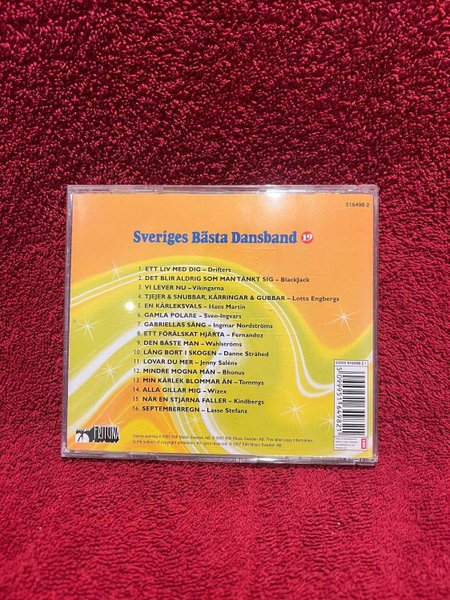 516498 2
Sveriges Bästa Dansband 19
1. ETT LIV MED DIG – Drifters
2. DET BLIR ALDRIG SOM MAN TÄNKT SIG – BlackJack
3. VI LEVER NU – Vikingarna
4. TJEJER & SNUBBAR, KÄRRINGAR & GUBBAR – Lotta Engbergs
5. EN KÄRLEKSVALS – Hans Martin
6. GAMLA POLARE – Sven-Ingvars
7. GABRIELLAS SÅNG – Ingmar Nordströms
8. ETT FÖRÄLSKAT HJÄRTA – Fernandoz
9. DEN BÄSTE MAN – Wahlströms
10. LÅNG BORT I SKOGEN – Danne Stråhed
11. LOVAR DU MER – Jenny Saléns
12. MINDRE MOGNA MÄN – Bhonus
13. MIN KÄRLEK BLOMMAR ÄN – Tommys
14. ALLA GILLAR MIG – Wizex
15. NÄR EN STJÄRNA FALLER – Kindbergs
16. SEPTEMBERREGN – Lasse Stefanz
5 099951 649821
EMI